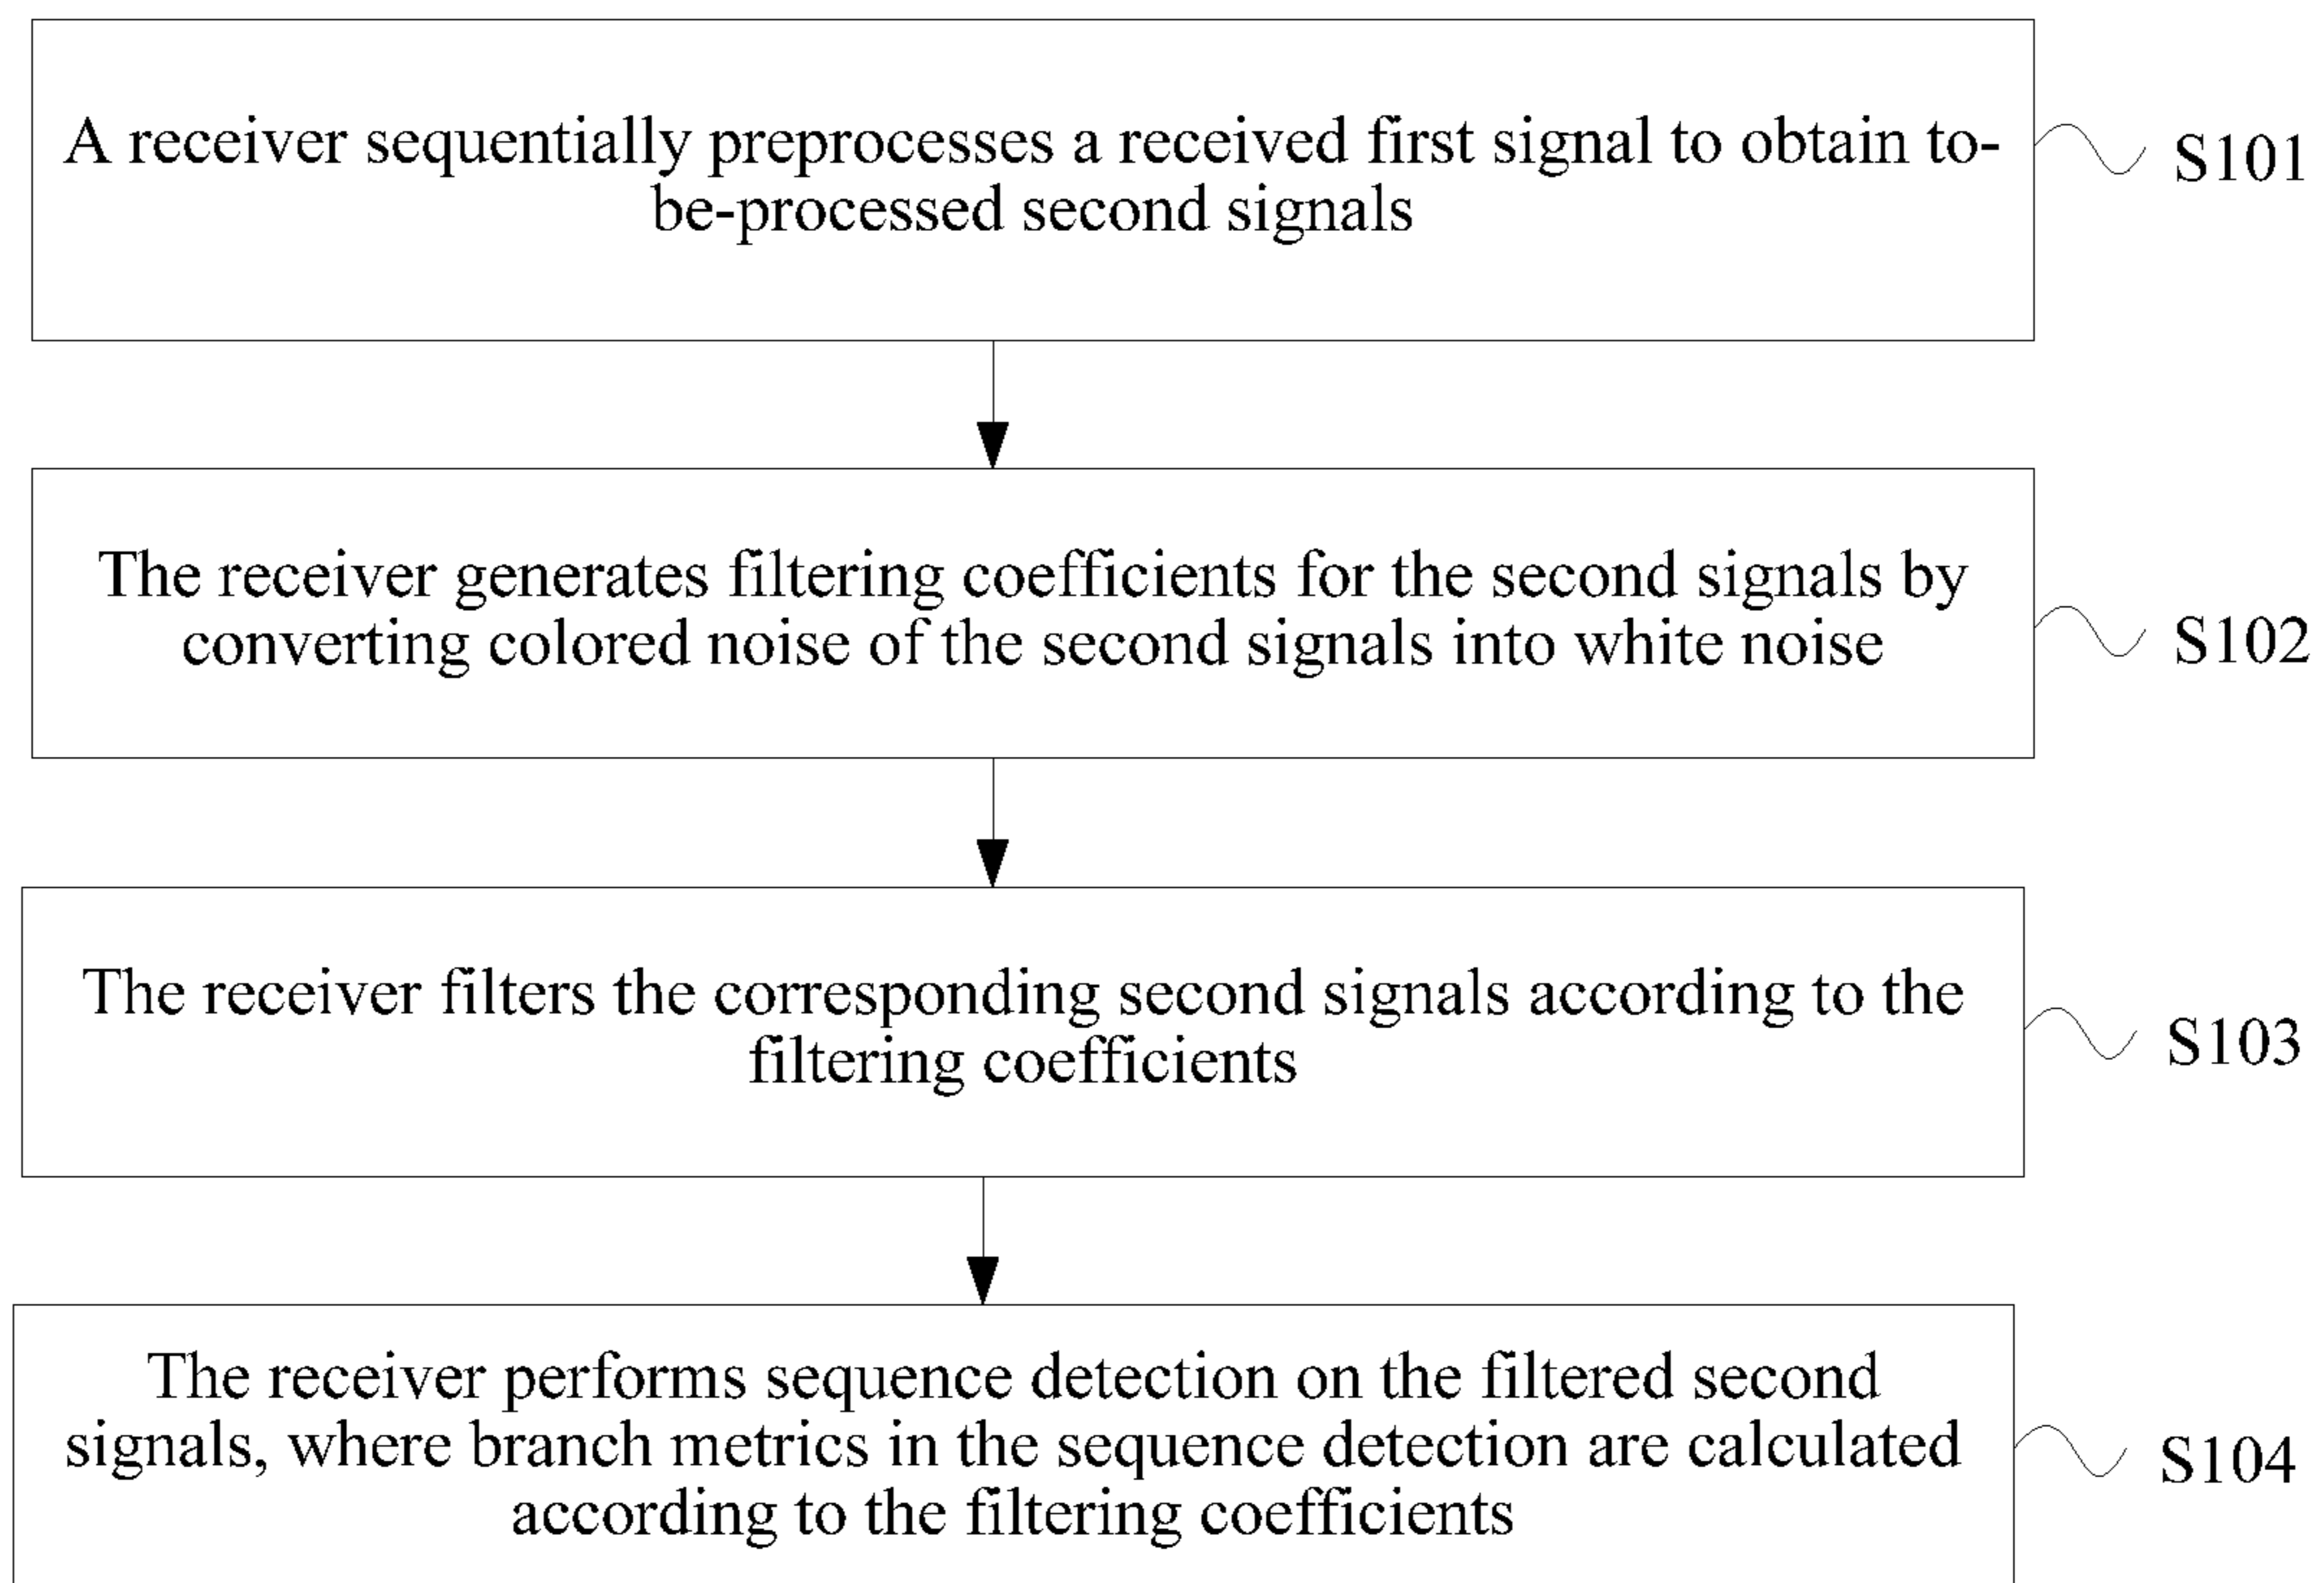 A receiver sequentially preprocesses a received first signal to obtain to-
be-processed second signals
S101
The receiver generates filtering coefficients for the second signals by
converting colored noise of the second signals into white noise
S102
The receiver filters the corresponding second signals according to the
filtering coefficients
S103
The receiver performs sequence detection on the filtered second
signals, where branch metrics in the sequence detection are calculated
according to the filtering coefficients
S104